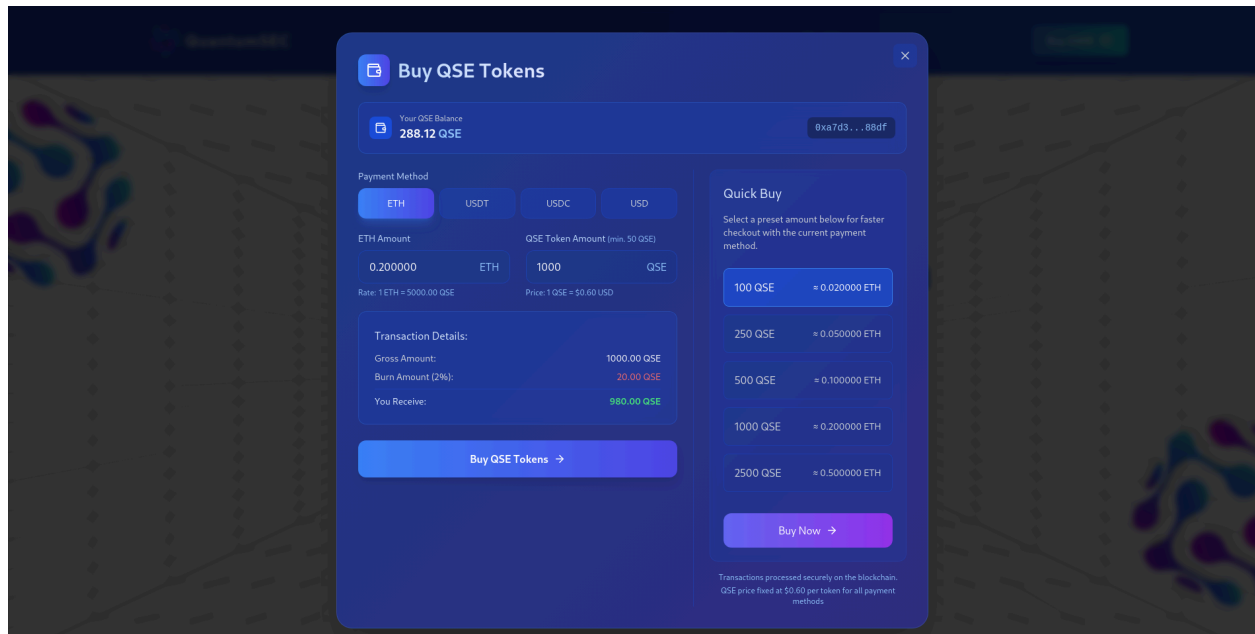 QuantumSEC
Buy QSE Tokens
Your QSE Balance
288.12 QSE
0xa7d3...88df
Payment Method
ETH USDT USDC USD
ETH Amount QSE Token Amount (min. 50 QSE)
0.200000 ETH 1000 QSE
Rate: 1 ETH = 5000.00 QSE Price: 1 QSE = $0.60 USD
Transaction Details:
Gross Amount: 1000.00 QSE
Burn Amount (2%): 20.00 QSE
You Receive: 980.00 QSE
Buy QSE Tokens →
Quick Buy
Select a preset amount below for faster
checkout with the current payment
method.
100 QSE ≈ 0.020000 ETH
250 QSE ≈ 0.050000 ETH
500 QSE ≈ 0.100000 ETH
1000 QSE ≈ 0.200000 ETH
2500 QSE ≈ 0.500000 ETH
Buy Now →
Transactions processed securely on the blockchain.
QSE price fixed at $0.60 per token for all payment
methods